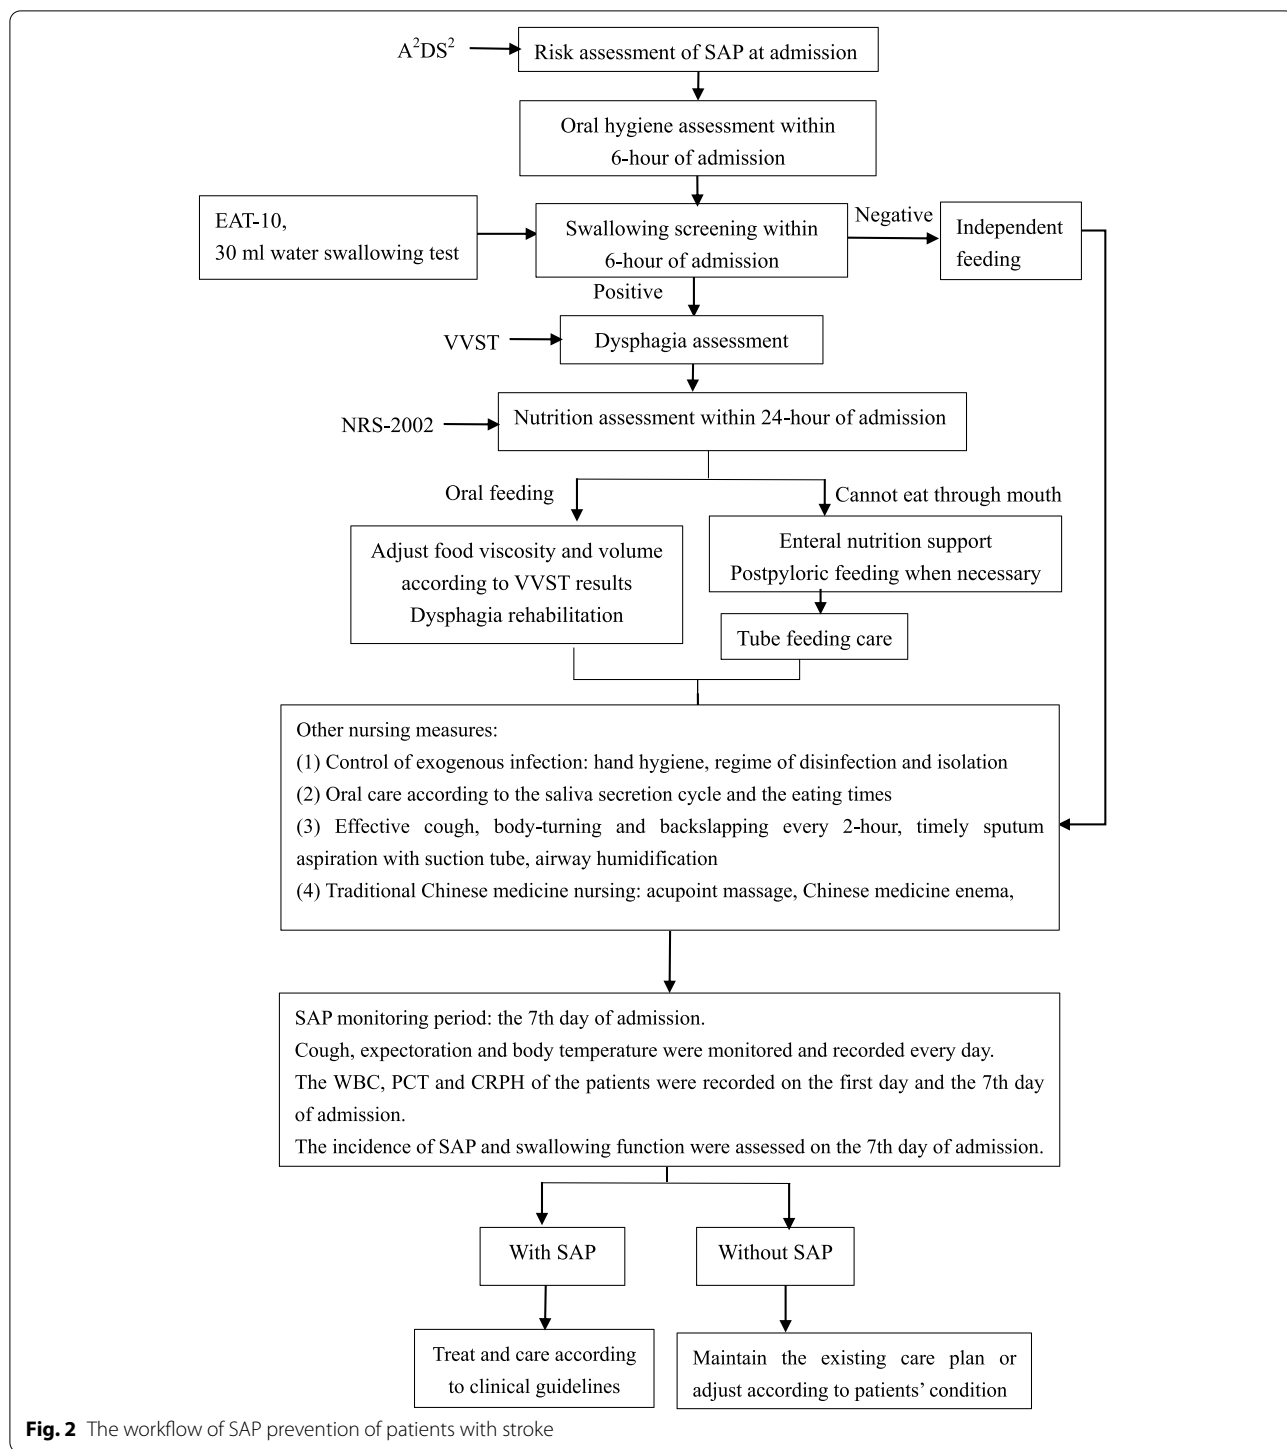 A²DS²
Risk assessment of SAP at admission
Oral hygiene assessment within
6-hour of admission
EAT-10,
30 ml water swallowing test
Swallowing screening within
6-hour of admission
Negative
Independent
feeding
Positive
VVST
Dysphagia assessment
NRS-2002
Nutrition assessment within 24-hour of admission
Oral feeding
Cannot eat through mouth
Adjust food viscosity and volume
according to VVST results
Dysphagia rehabilitation
Enteral nutrition support
Postpyloric feeding when necessary
Tube feeding care
Other nursing measures:
(1) Control of exogenous infection: hand hygiene, regime of disinfection and isolation
(2) Oral care according to the saliva secretion cycle and the eating times
(3) Effective cough, body-turning and backslapping every 2-hour, timely sputum
aspiration with suction tube, airway humidification
(4) Traditional Chinese medicine nursing: acupoint massage, Chinese medicine enema,
SAP monitoring period: the 7th day of admission.
Cough, expectoration and body temperature were monitored and recorded every day.
The WBC, PCT and CRPH of the patients were recorded on the first day and the 7th day
of admission.
The incidence of SAP and swallowing function were assessed on the 7th day of admission.
With SAP
Without SAP
Treat and care according
to clinical guidelines
Maintain the existing care plan or
adjust according to patients' condition
Fig. 2 The workflow of SAP prevention of patients with stroke